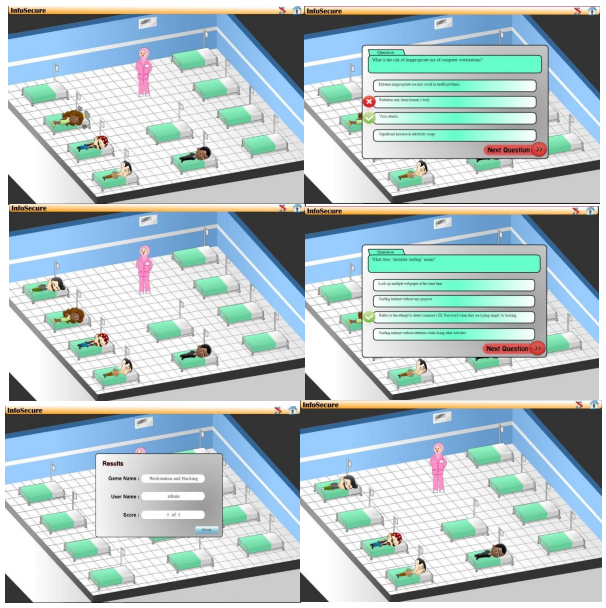 InfoSecure
InfoSecure
Question
What is the risk of inappropriate use of computer workstations?
Extreme inappropriate use may result in health problems
Radiation may harm human's body
Virus attacks
Significant increase in electricity usage
Next Question >>
InfoSecure
InfoSecure
Question
What does "shoulder surfing" mean?
Look up multiple webpages at the same time
Surfing internet without any purpose
Refers to the attempt to detect someone's ID, Password when they are typing simply by looking
Surfing internet without attention while doing other activities
Next Question >>
InfoSecure
Results
Game Name : Workstation and Hacking
User Name : admin
Score : of
InfoSecure